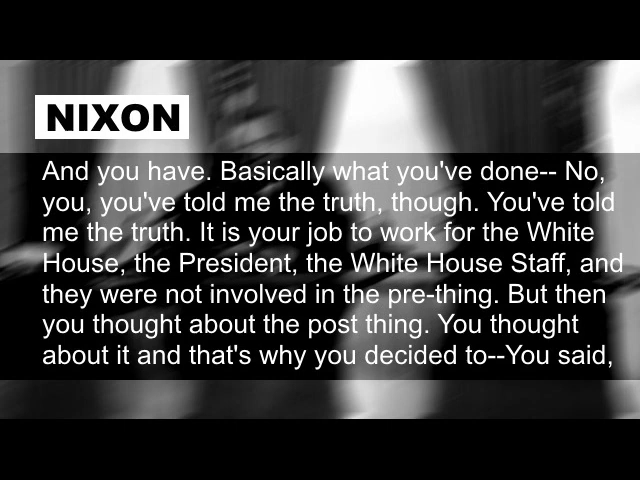 NIXON
And you have. Basically what you've done-- No,
you, you've told me the truth, though. You've told
me the truth. It is your job to work for the White
House, the President, the White House Staff, and
they were not involved in the pre-thing. But then
you thought about the post thing. You thought
about it and that's why you decided to--You said,